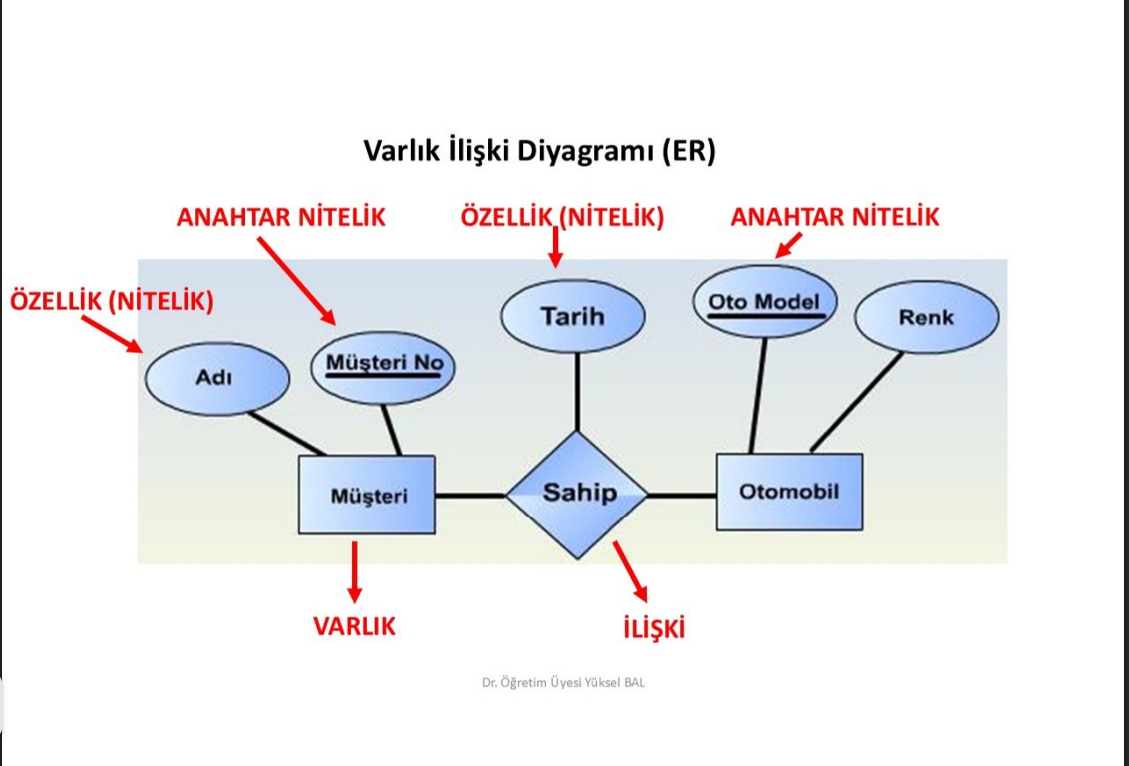 Varlık İlişki Diyagramı (ER)
ANAHTAR NİTELİK
ÖZELLİK (NİTELİK)
ANAHTAR NİTELİK
ÖZELLİK (NİTELİK)
Adı
Müşteri No
Tarih
Oto Model
Renk
Müşteri
Sahip
Otomobil
VARLIK
İLİŞKİ
Dr. Öğretim Üyesi Yüksel BAL